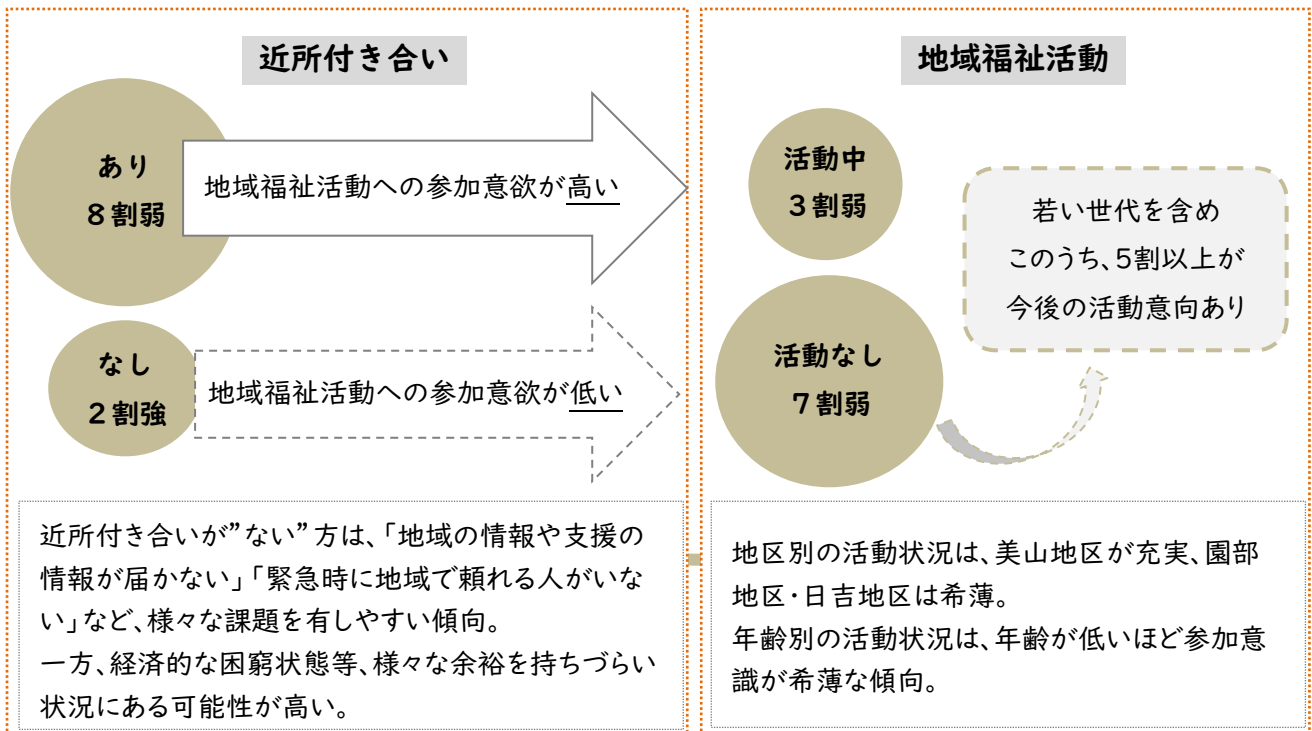 近所付き合い
あり
８割弱
地域福祉活動への参加意欲が高い
なし
２割強
地域福祉活動への参加意欲が低い
近所付き合いが”ない”方は、「地域の情報や支援の
情報が届かない」「緊急時に地域で頼れる人がいな
い」など、様々な課題を有しやすい傾向。
一方、経済的な困窮状態等、様々な余裕を持ちづらい
状況にある可能性が高い。
地域福祉活動
活動中
３割弱
活動なし
７割弱
若い世代を含め
このうち、5割以上が
今後の活動意向あり
地区別の活動状況は、美山地区が充実、園部
地区・日吉地区は希薄。
年齢別の活動状況は、年齢が低いほど参加意
識が希薄な傾向。